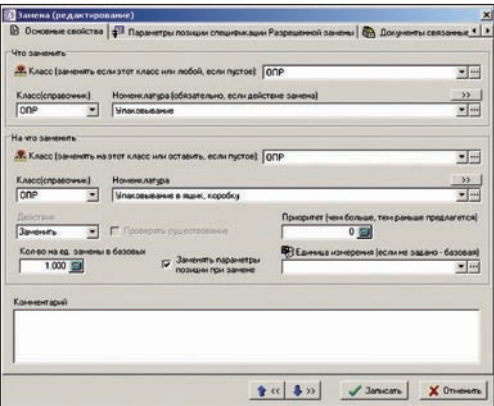 Замена (редактирование)
Основные свойства
Параметры позиции спецификации Разрешенной замены
Документы связанные
Что заменить
Класс (заменять если этот класс или любой, если пустое):
ОПР
Класс(справочник)
Номенклатура (обязательно, если действие замена)
>>
ОПР
Упаковывание
На что заменить
Класс (заменять на этот класс или оставить, если пустое):
ОПР
Класс(справочник)
Номенклатура
>>
ОПР
Упаковывание в ящик, коробку
Действие
Приоритет (чем больше, тем раньше предлагается)
Заменить
Проверять существование
0
Кол-во на ед. замены в базовых
Заменять параметры
позиции при замене
Единица измерения (если не задано - базовая)
1.000
Комментарий
<<
>>
Записать
Отменить